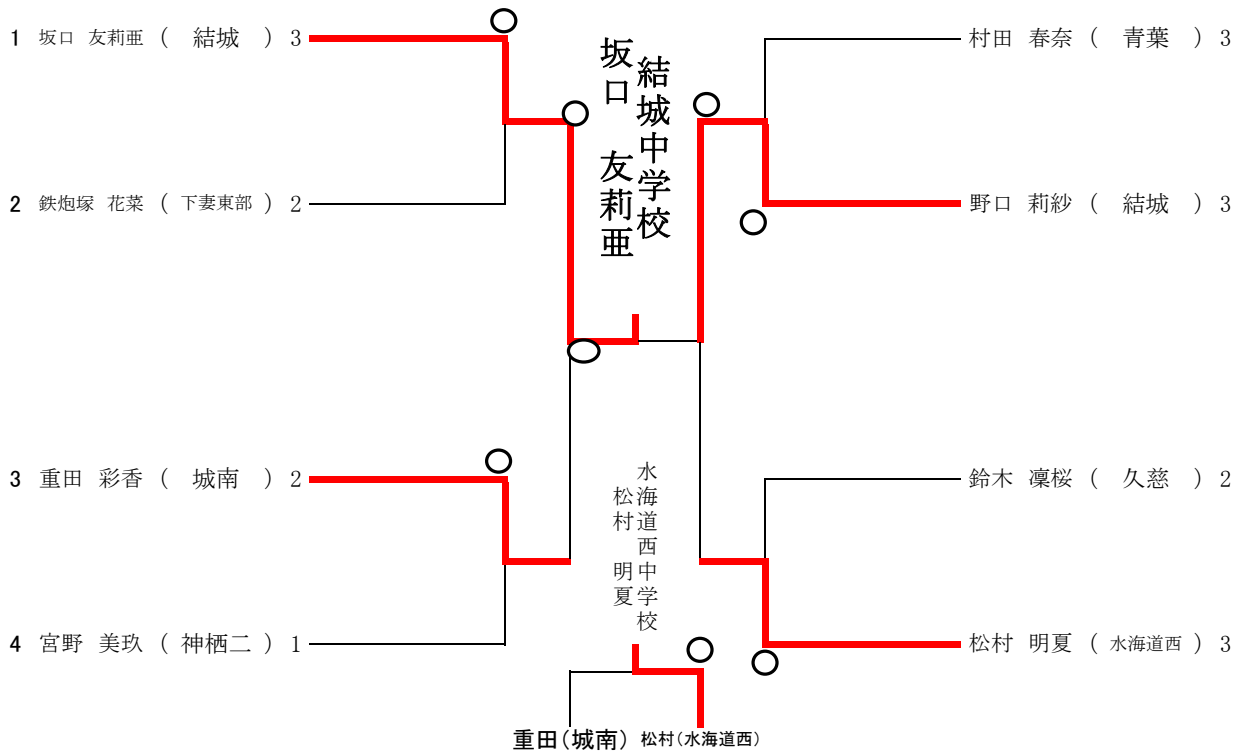 1 坂口 友莉亜 ( 結城 ) 3
2 鉄炮塚 花菜 ( 下妻東部 ) 2
3 重田 彩香 ( 城南 ) 2
4 宮野 美玖 ( 神栖二 ) 1
結城中学校
坂口 友莉亜
水海道西中学校
松村 明夏
村田 春奈 ( 青葉 ) 3
野口 莉紗 ( 結城 ) 3
鈴木 凜桜 ( 久慈 ) 2
松村 明夏 ( 水海道西 ) 3
重田(城南) 松村(水海道西)